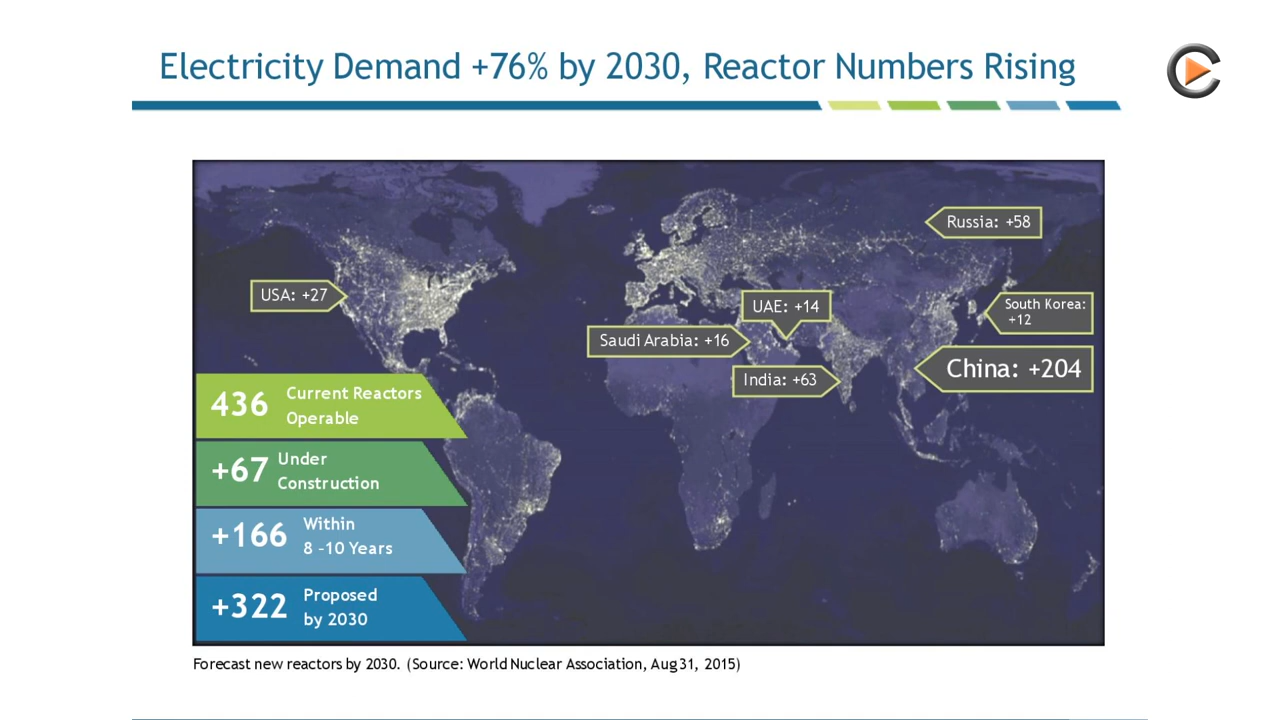 Electricity Demand +76% by 2030, Reactor Numbers Rising
Russia: +58
USA: +27
UAE: +14
South Korea:
+12
Saudi Arabia: +16
China: +204
India: +63
436 Current Reactors
Operable
+67 Under
Construction
+166 Within
8 -10 Years
+322 Proposed
by 2030
Forecast new reactors by 2030. (Source: World Nuclear Association, Aug 31, 2015)